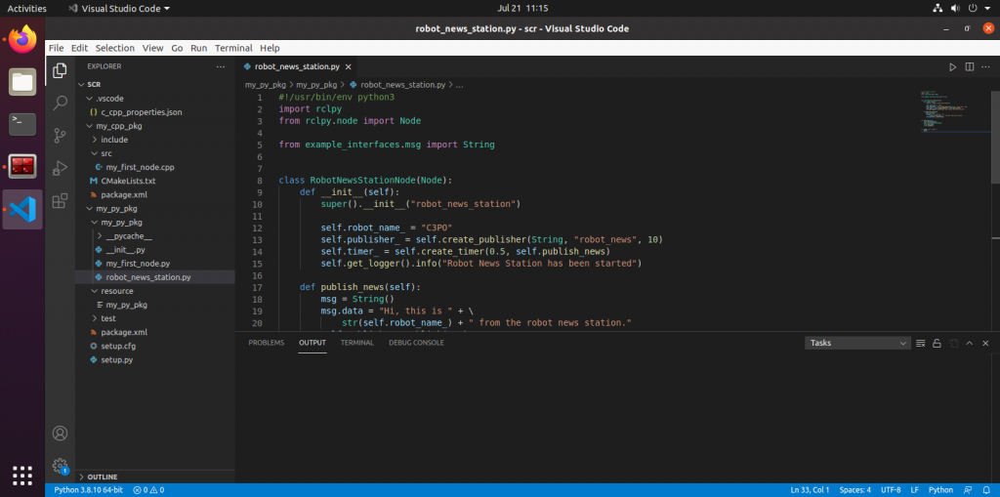 Activities
Visual Studio Code
Jul 21 11:15
robot_news_station.py - scr - Visual Studio Code
File Edit Selection View Go Run Terminal Help
EXPLORER
SCR
.vscode
{ } c_cpp_properties.json
my_cpp_pkg
include
src
my_first_node.cpp
CMakeLists.txt
package.xml
my_py_pkg
my_py_pkg
__pycache__
__init__.py
my_first_node.py
robot_news_station.py
resource
my_py_pkg
test
package.xml
setup.cfg
setup.py
OUTLINE
robot_news_station.py
my_py_pkg > my_py_pkg > robot_news_station.py > ...
1 #!/usr/bin/env python3
2 import rclpy
3 from rclpy.node import Node
4
5 from example_interfaces.msg import String
6
7
8 class RobotNewsStationNode(Node):
9 def __init__(self):
10 super().__init__("robot_news_station")
11
12 self.robot_name_ = "C3PO"
13 self.publisher_ = self.create_publisher(String, "robot_news", 10)
14 self.timer_ = self.create_timer(0.5, self.publish_news)
15 self.get_logger().info("Robot News Station has been started")
16
17 def publish_news(self):
18 msg = String()
19 msg.data = "Hi, this is " + \
20 str(self.robot_name_) + " from the robot news station."
PROBLEMS OUTPUT TERMINAL DEBUG CONSOLE
Tasks
Python 3.8.10 64-bit 0 0
Ln 33, Col 1 Spaces: 4 UTF-8 LF Python